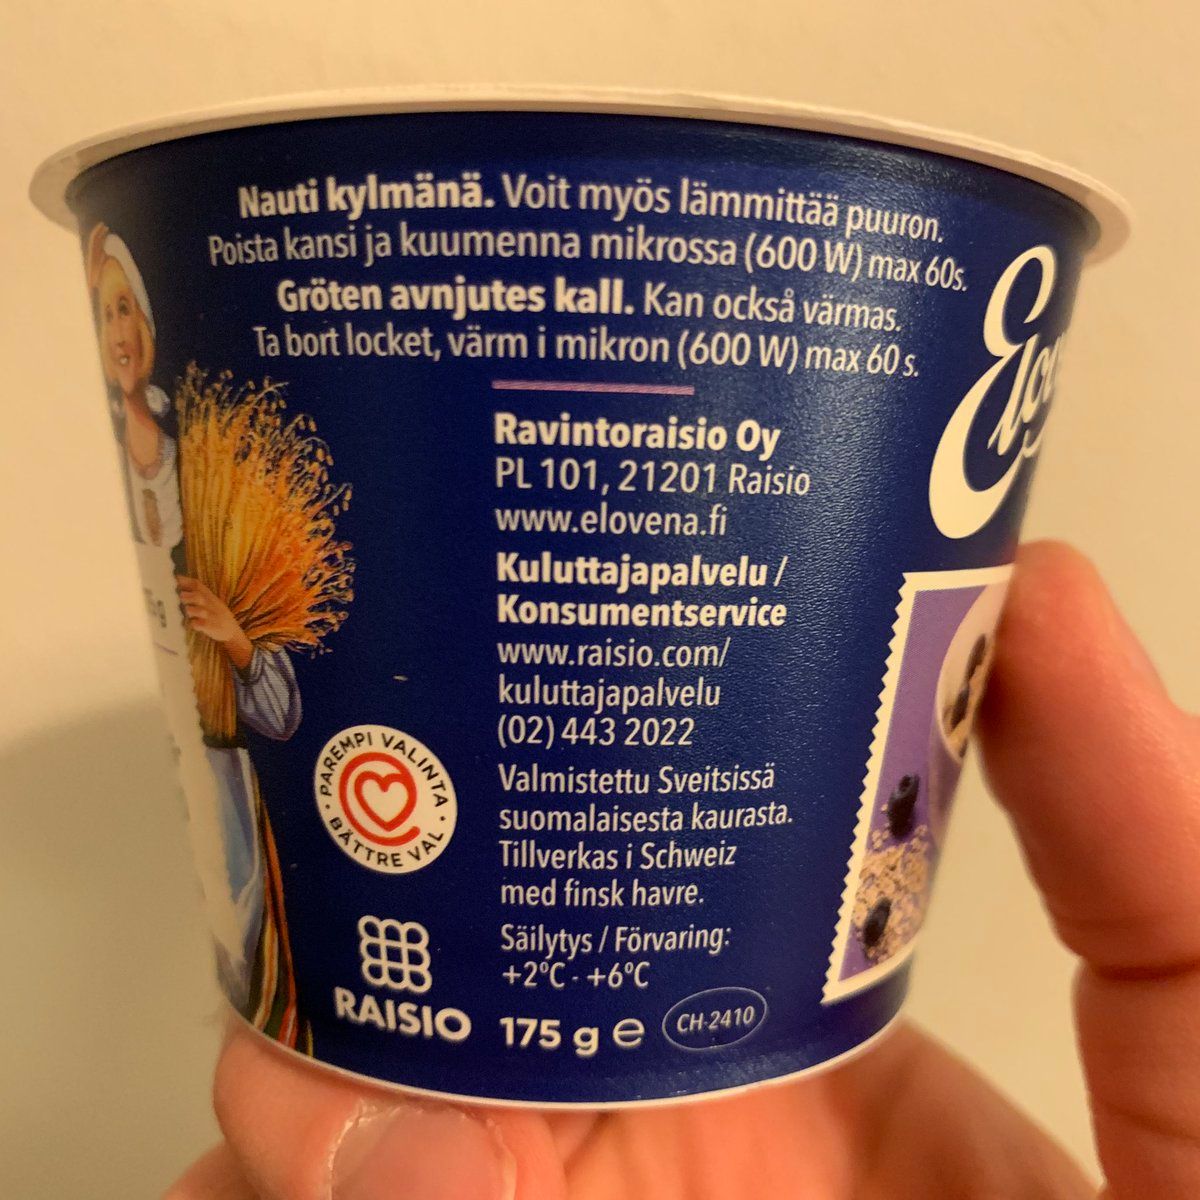 Nauti kylmänä. Voit myös lämmittää puuron.
Poista kansi ja kuumenna mikrossa (600 W) max 60s.
Gröten avnjutes kall. Kan också värmas.
Ta bort locket, värm i mikron (600 W) max 60 s.
Ravintoraisio Oy
PL 101, 21201 Raisio
www.elovena.fi
Kuluttajapalvelu /
Konsumentservice
www.raisio.com/
kuluttajapalvelu
(02) 443 2022
Valmistettu Sveitsissä
suomalaisesta kaurasta.
Tillverkas i Schweiz
med finsk havre.
Säilytys / Förvaring:
+2°C - +6°C
175 g e
CH-2410
PAREMPI VALINTA
BÄTTRE VAL
RAISIO